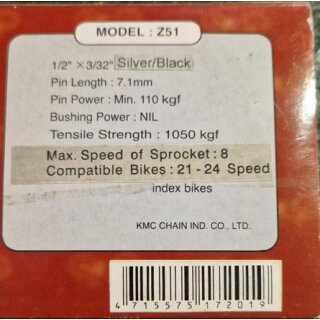 MODEL : Z51
1/2" × 3/32" Silver/Black
Pin Length : 7.1mm
Pin Power : Min. 110 kgf
Bushing Power : NIL
Tensile Strength : 1050 kgf
Max. Speed of Sprocket : 8
Compatible Bikes : 21 - 24 Speed
index bikes
KMC CHAIN IND. CO., LTD.
4 715575 172019